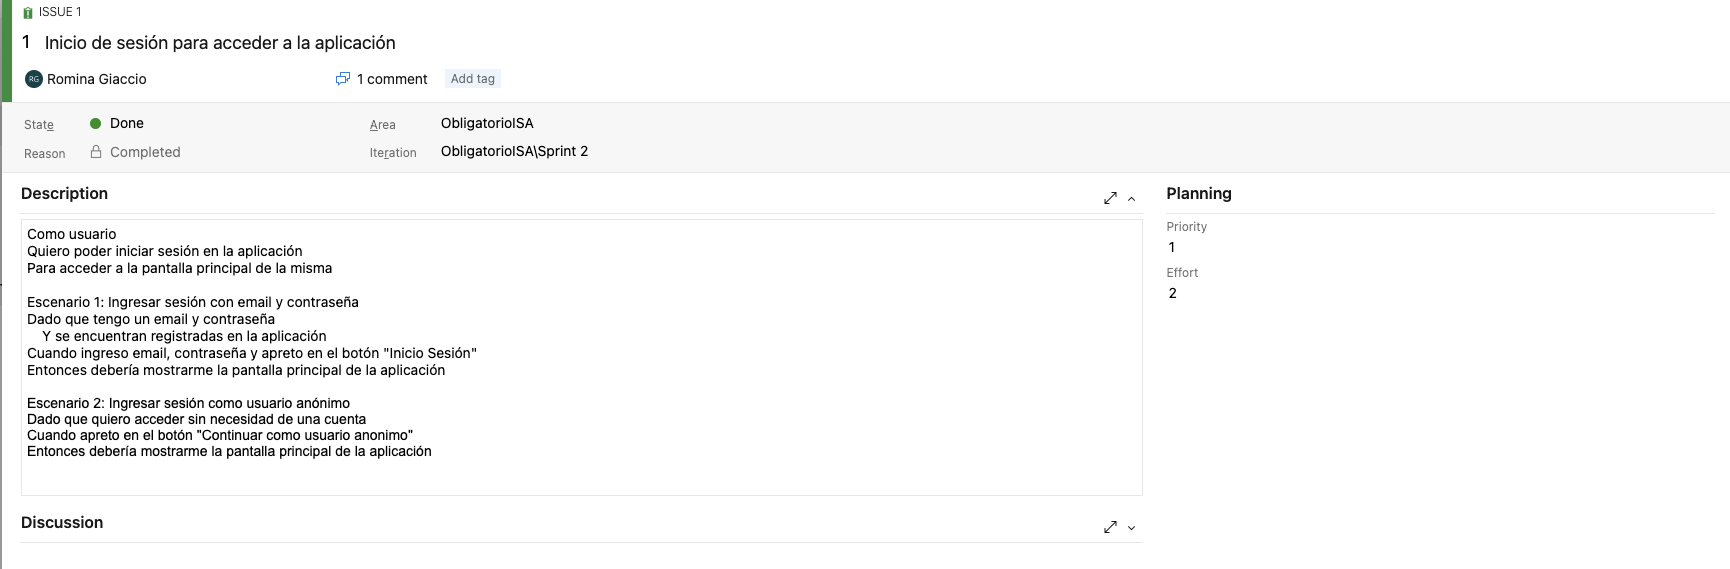 ISSUE 1
1 Inicio de sesión para acceder a la aplicación
RG Romina Giaccio 1 comment Add tag
State Done Area ObligatorioISA
Reason Completed Iteration ObligatorioISA\Sprint 2
Description
Como usuario
Quiero poder iniciar sesión en la aplicación
Para acceder a la pantalla principal de la misma
Escenario 1: Ingresar sesión con email y contraseña
Dado que tengo un email y contraseña
Y se encuentran registradas en la aplicación
Cuando ingreso email, contraseña y apreto en el botón "Inicio Sesión"
Entonces debería mostrarme la pantalla principal de la aplicación
Escenario 2: Ingresar sesión como usuario anónimo
Dado que quiero acceder sin necesidad de una cuenta
Cuando apreto en el botón "Continuar como usuario anonimo"
Entonces debería mostrarme la pantalla principal de la aplicación
Discussion
Planning
Priority
1
Effort
2